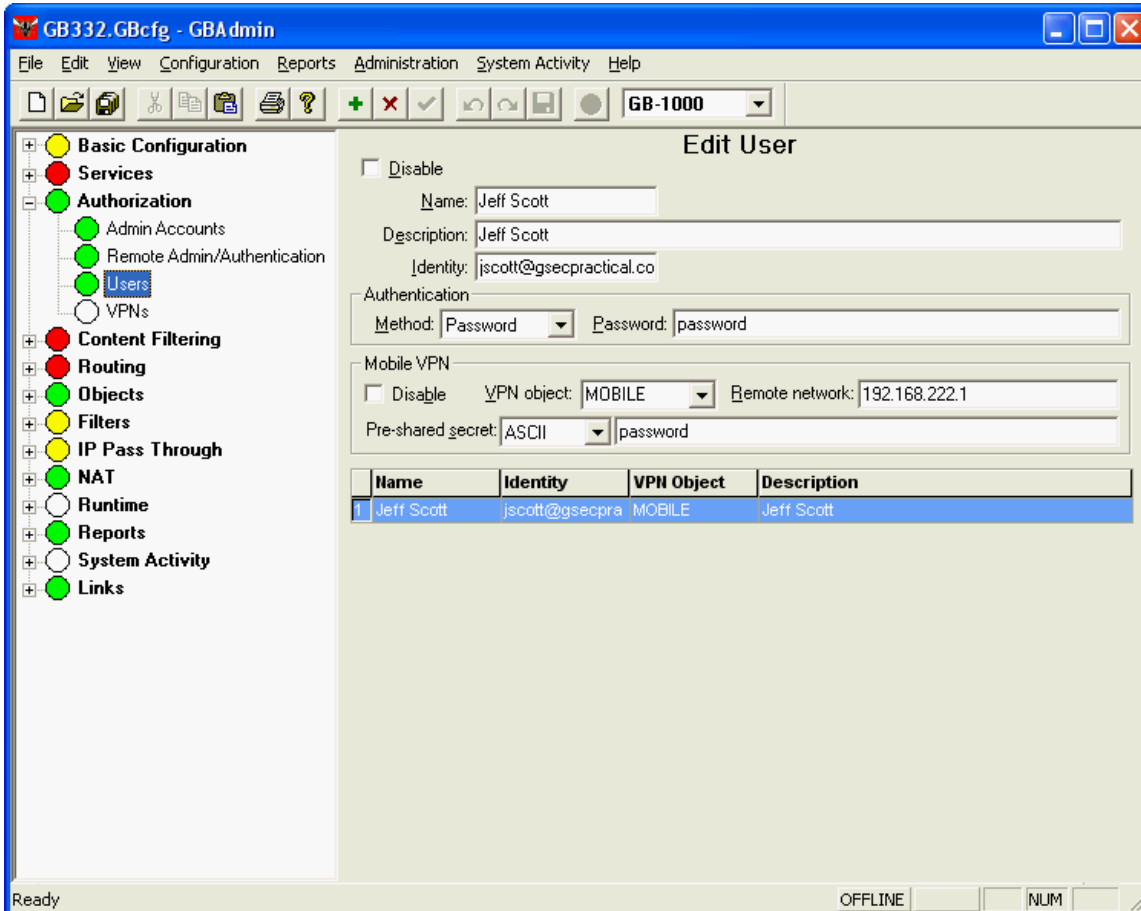 GB332.GBcfg - GBAdmin
File Edit View Configuration Reports Administration System Activity Help
GB-1000
Basic Configuration
Services
Authorization
Admin Accounts
Remote Admin/Authentication
Users
VPNs
Content Filtering
Routing
Objects
Filters
IP Pass Through
NAT
Runtime
Reports
System Activity
Links
Edit User
Disable
Name: Jeff Scott
Description: Jeff Scott
Identity: jscott@gsecpractical.co
Authentication
Method: Password Password: password
Mobile VPN
Disable VPN object: MOBILE Remote network: 192.168.222.1
Pre-shared secret: ASCII password
Name Identity VPN Object Description
1 Jeff Scott jscott@gsecpra MOBILE Jeff Scott
Ready OFFLINE NUM